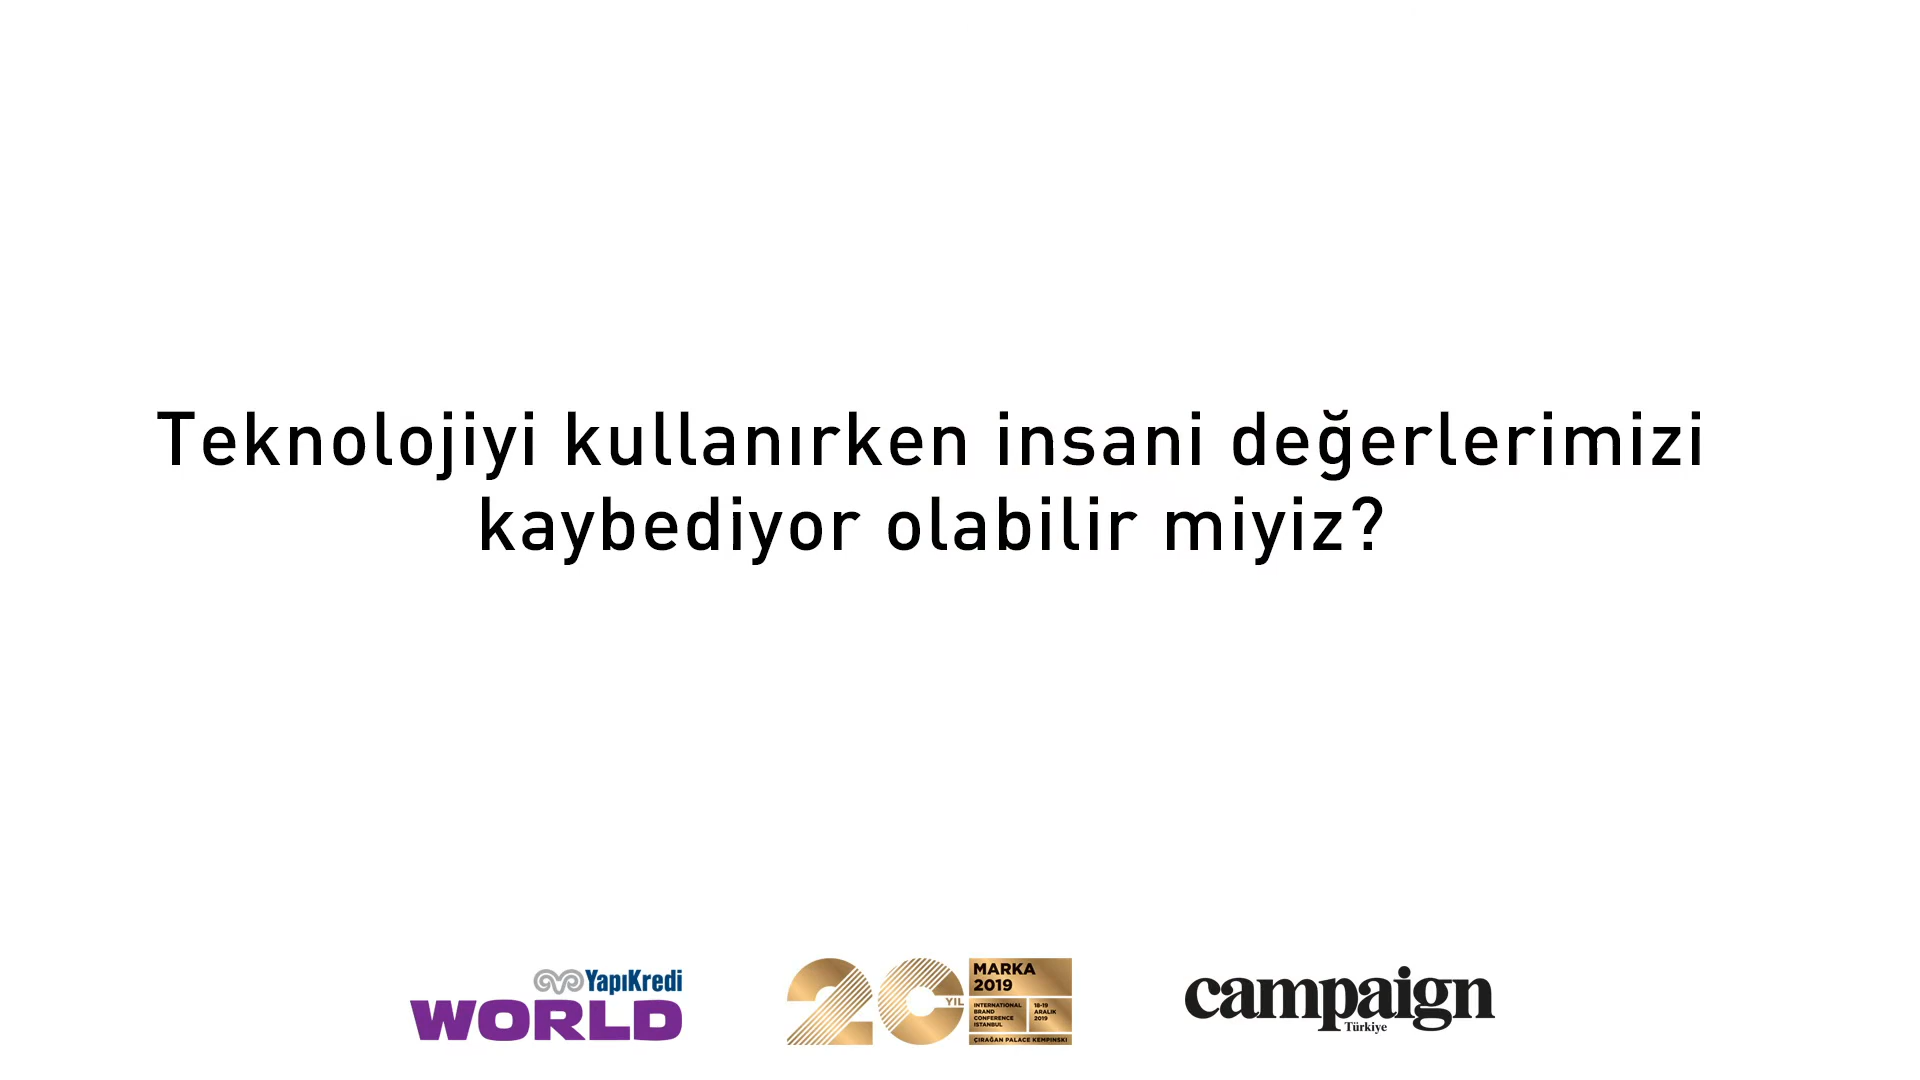 Teknolojiyi kullanırken insani değerlerimizi
kaybediyor olabilir miyiz?
YapıKredi
WORLD
20
YIL
MARKA
2019
INTERNATIONAL
BRAND
CONFERENCE
ISTANBUL
18-19
ARALIK
2019
ÇIRAĞAN PALACE KEMPINSKI
campaign
Türkiye